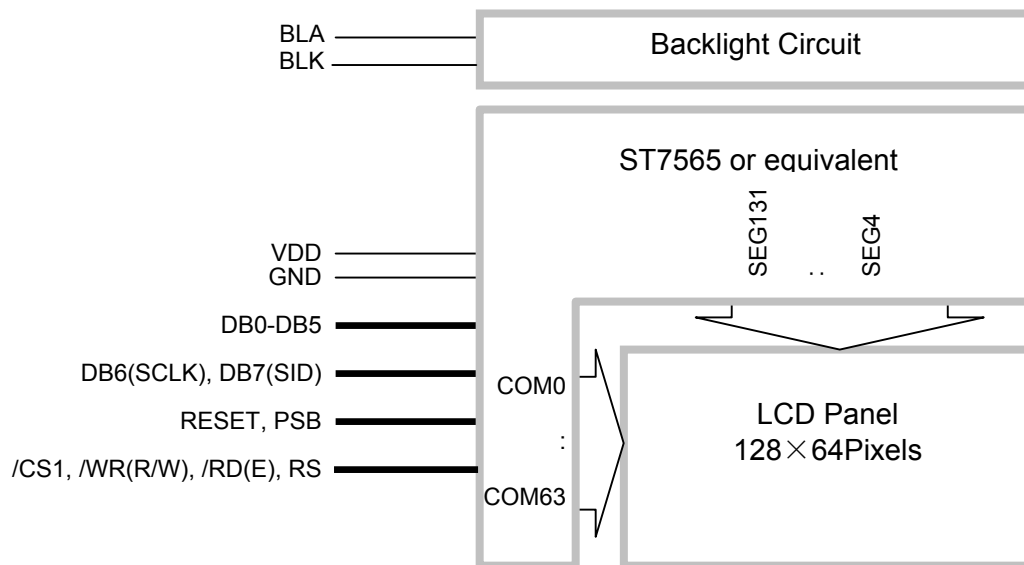 BLA
BLK
Backlight Circuit
ST7565 or equivalent
SEG131
..
SEG4
VDD
GND
DB0-DB5
DB6(SCLK), DB7(SID)
RESET, PSB
/CS1, /WR(R/W), /RD(E), RS
COM0
:
COM63
LCD Panel
128×64Pixels